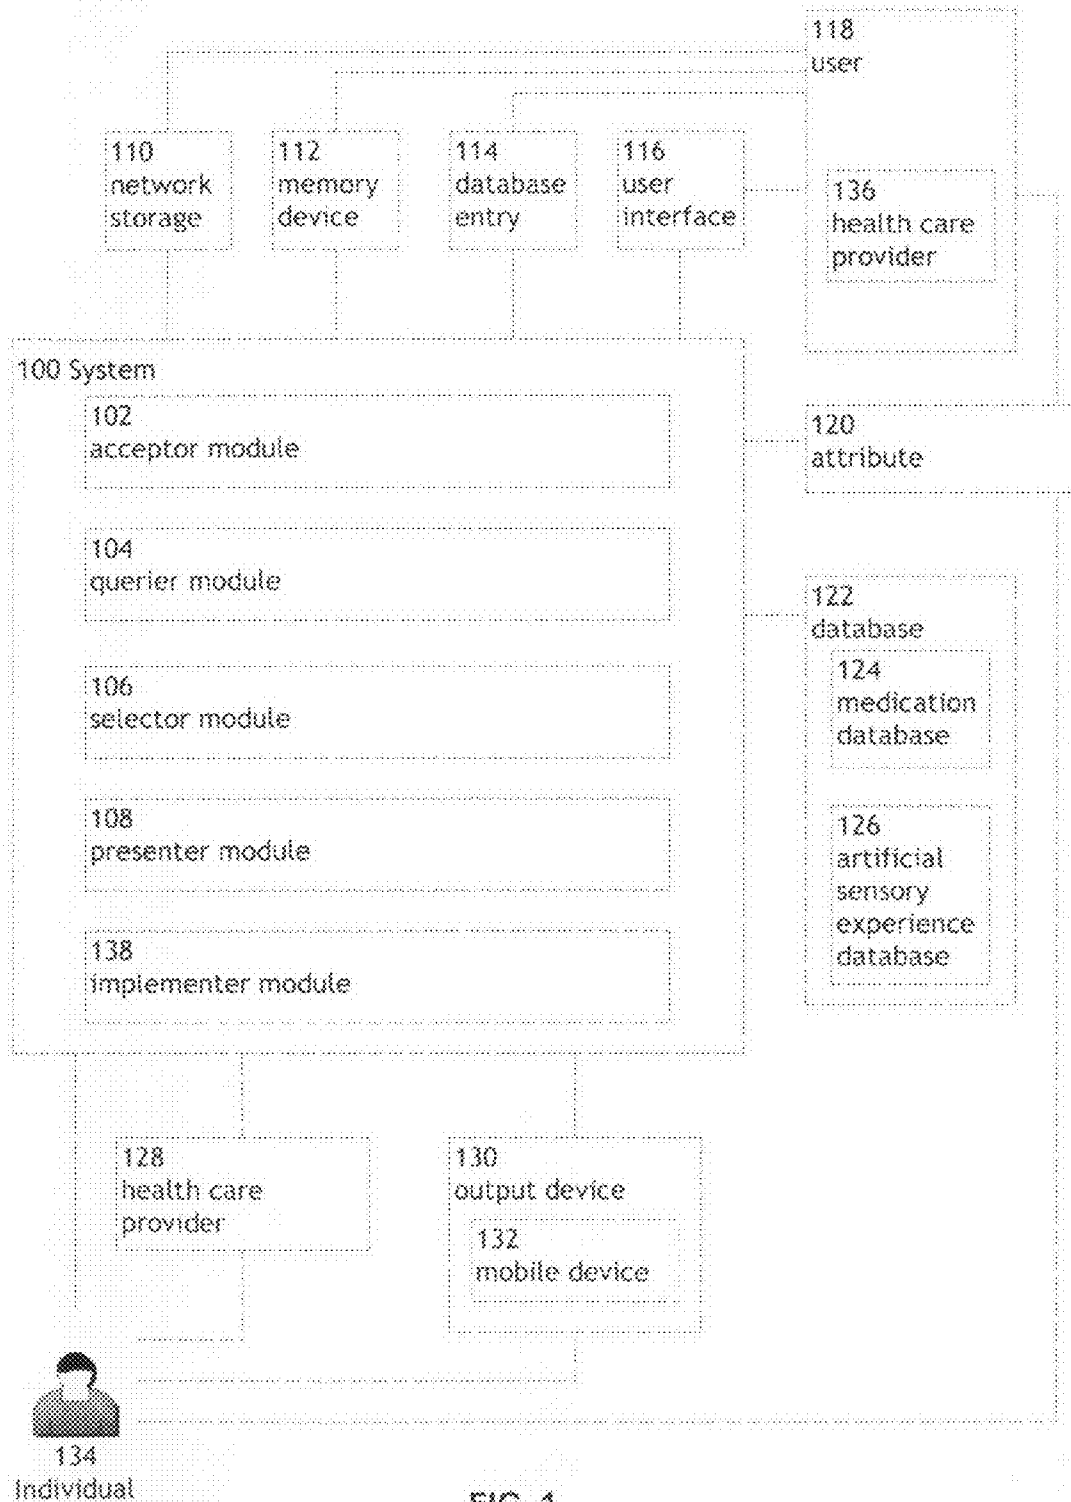 118
user
110
network
storage
112
memory
device
114
database
entry
116
user
interface
136
health care
provider
100 System
102
acceptor module
104
querier module
106
selector module
108
presenter module
138
implementer module
120
attribute
122
database
124
medication
database
126
artificial
sensory
experience
database
128
health care
provider
130
output device
132
mobile device
134
Individual
FIG. 1